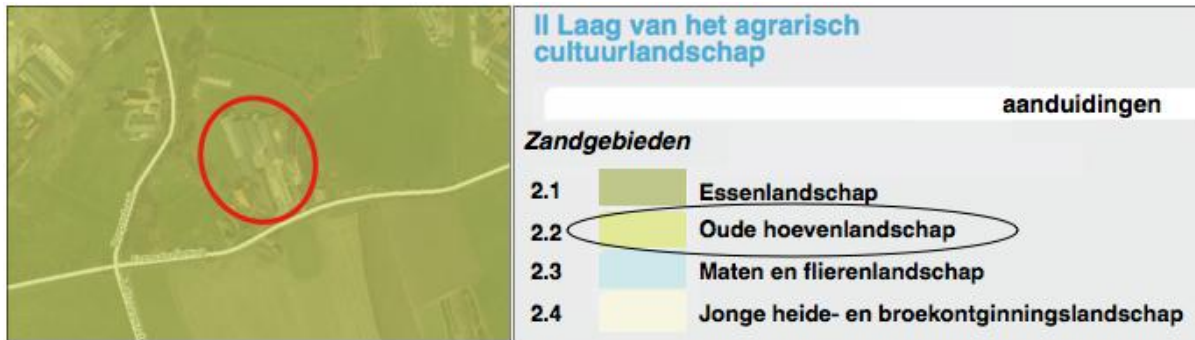 II Laag van het agrarisch
cultuurlandschap
aanduidingen
Zandgebieden
2.1 Essenlandschap
2.2 Oude hoevenlandschap
2.3 Maten en flierenlandschap
2.4 Jonge heide- en broekontginningslandschap